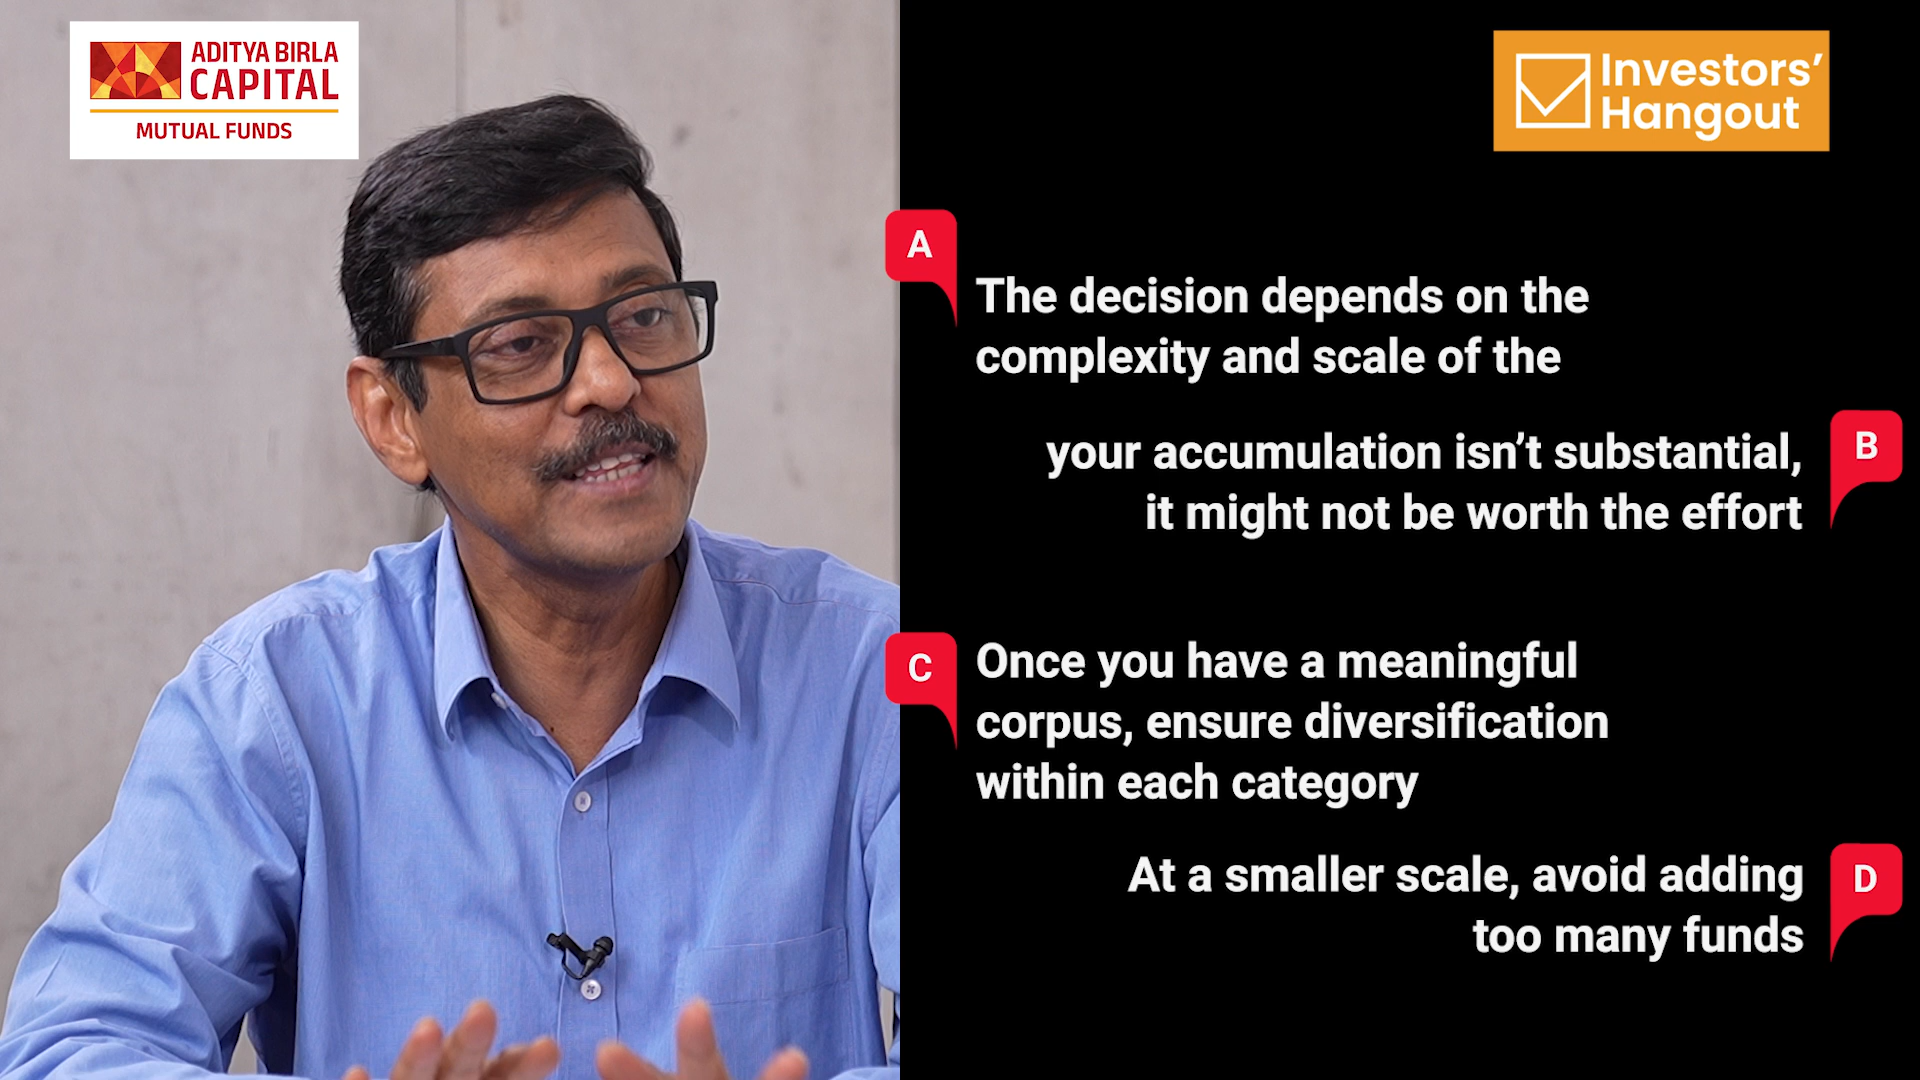 ADITYA BIRLA
CAPITAL
MUTUAL FUNDS
Investors’
Hangout
A
The decision depends on the
complexity and scale of the
B
your accumulation isn’t substantial,
it might not be worth the effort
C
Once you have a meaningful
corpus, ensure diversification
within each category
D
At a smaller scale, avoid adding
too many funds